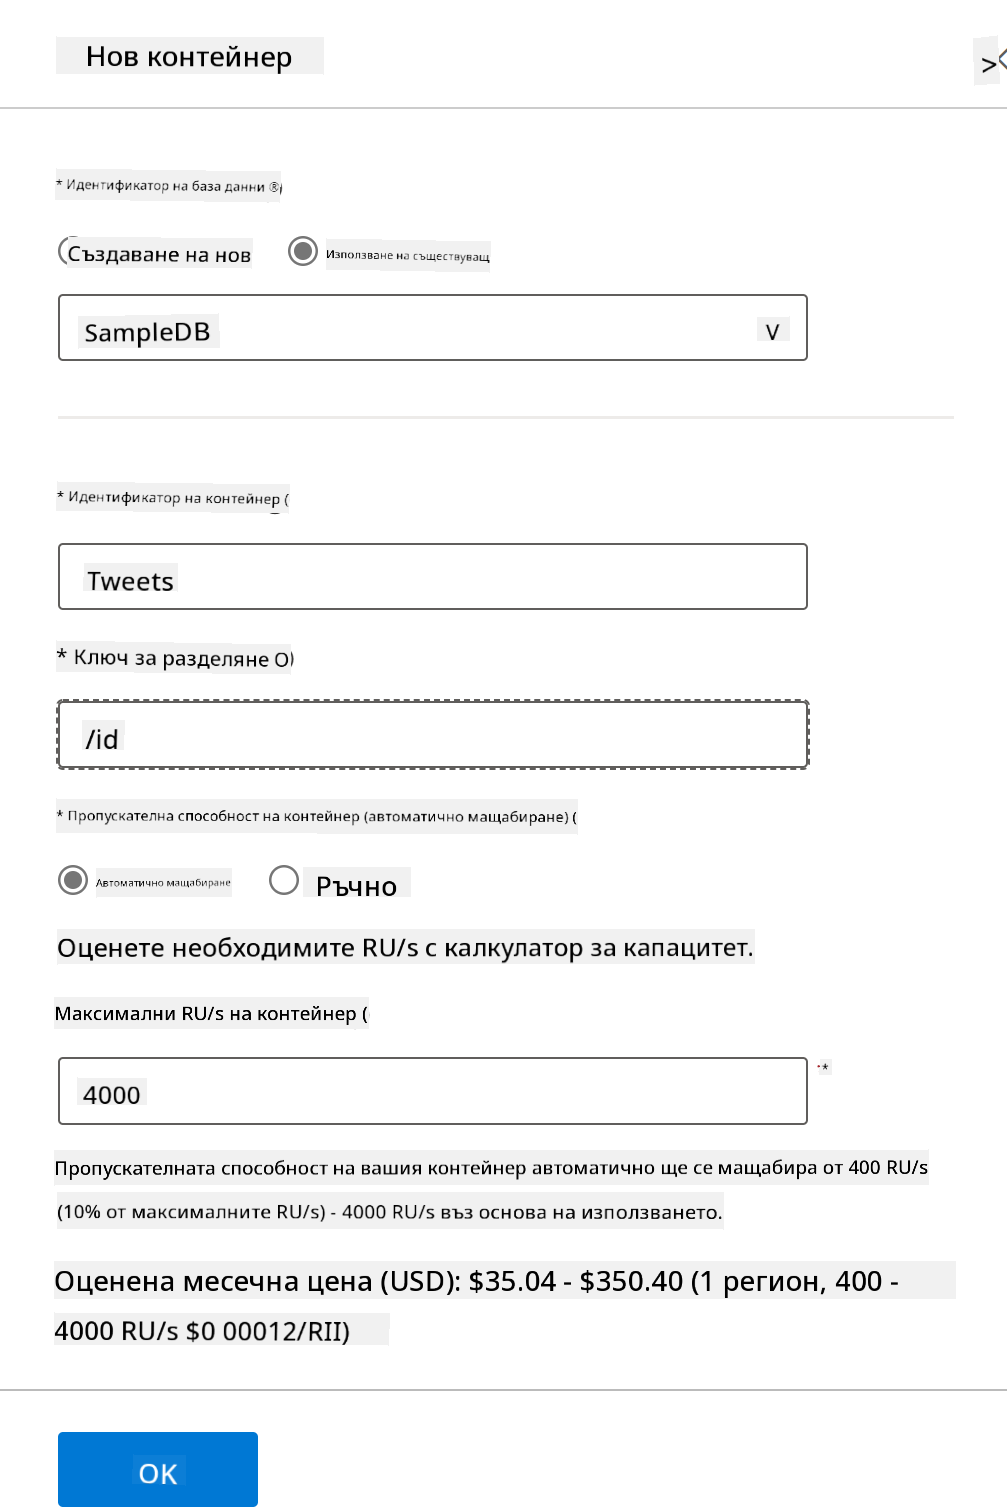 Нов контейнер
>
* Идентификатор на база данни ®
Създаване на нов
Използване на съществуващ
SampleDB
V
* Идентификатор на контейнер (
Tweets
* Ключ за разделяне O)
/id
* Пропускателна способност на контейнер (автоматично мащабиране) (
Автоматично мащабиране
Ръчно
Оценете необходимите RU/s с калкулатор за капацитет.
Максимални RU/s на контейнер (
4000
*
Пропускателната способност на вашия контейнер автоматично ще се мащабира от 400 RU/s
(10% от максималните RU/s) - 4000 RU/s въз основа на използването.
Оценена месечна цена (USD): $35.04 - $350.40 (1 регион, 400 -
4000 RU/s $0 00012/RII)
OK